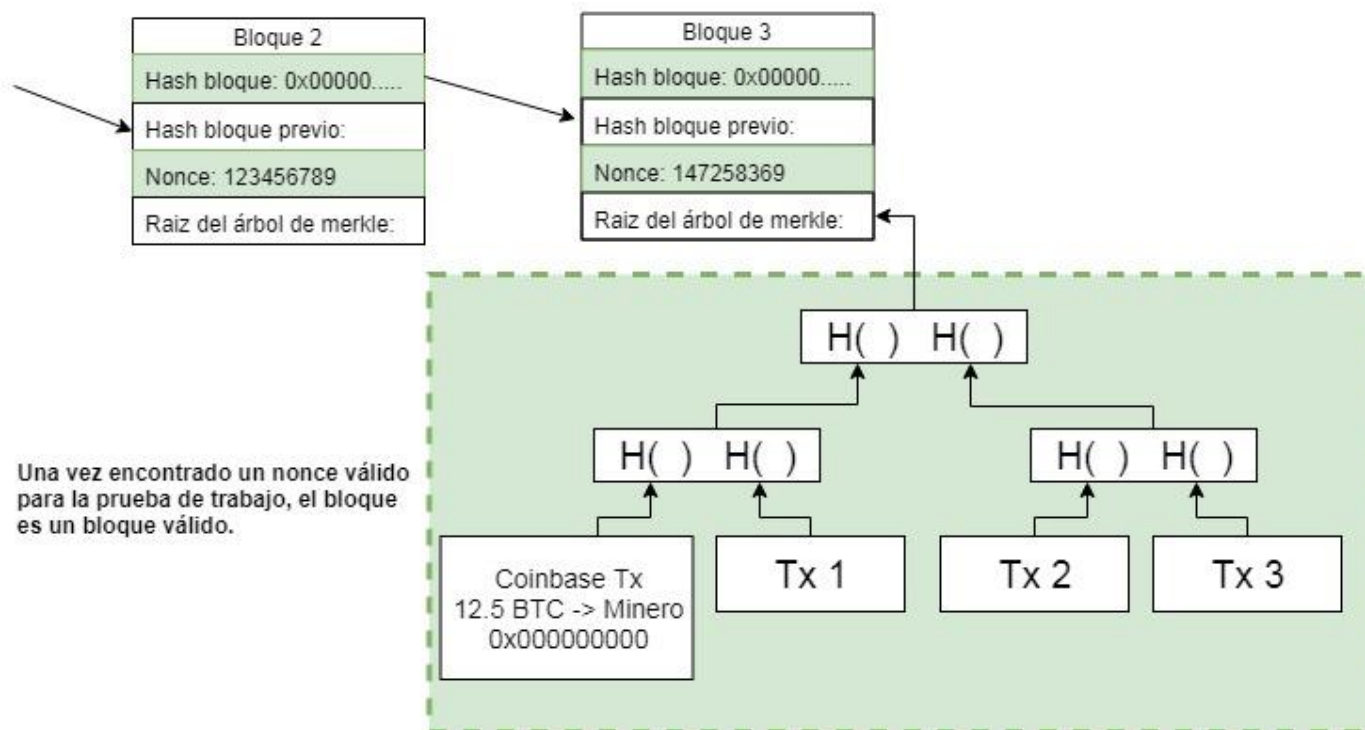 Bloque 2
Hash bloque: 0x00000.....
Hash bloque previo:
Nonce: 123456789
Raiz del árbol de merkle:
Bloque 3
Hash bloque: 0x00000.....
Hash bloque previo:
Nonce: 147258369
Raiz del árbol de merkle:
H( ) H( )
H( ) H( )
H( ) H( )
Una vez encontrado un nonce válido
para la prueba de trabajo, el bloque
es un bloque válido.
Coinbase Tx
12.5 BTC -> Minero
0x000000000
Tx 1
Tx 2
Tx 3